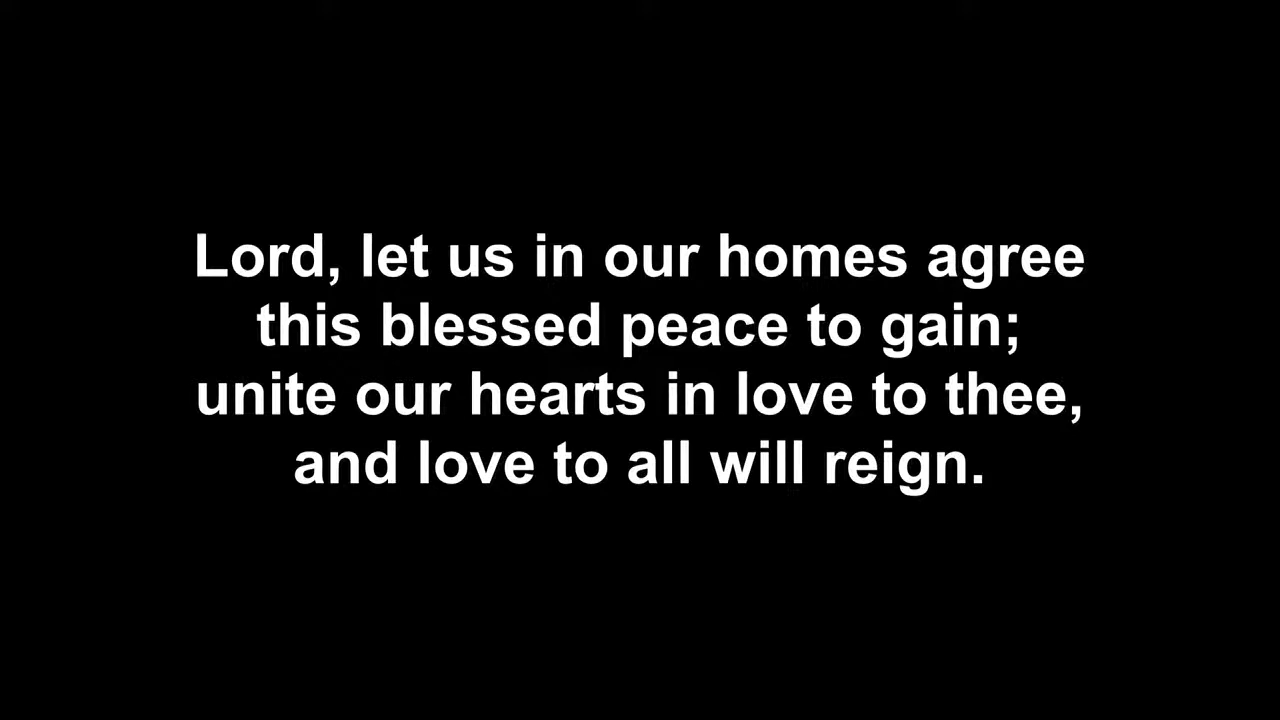 Lord, let us in our homes agree
this blessed peace to gain;
unite our hearts in love to thee,
and love to all will reign.